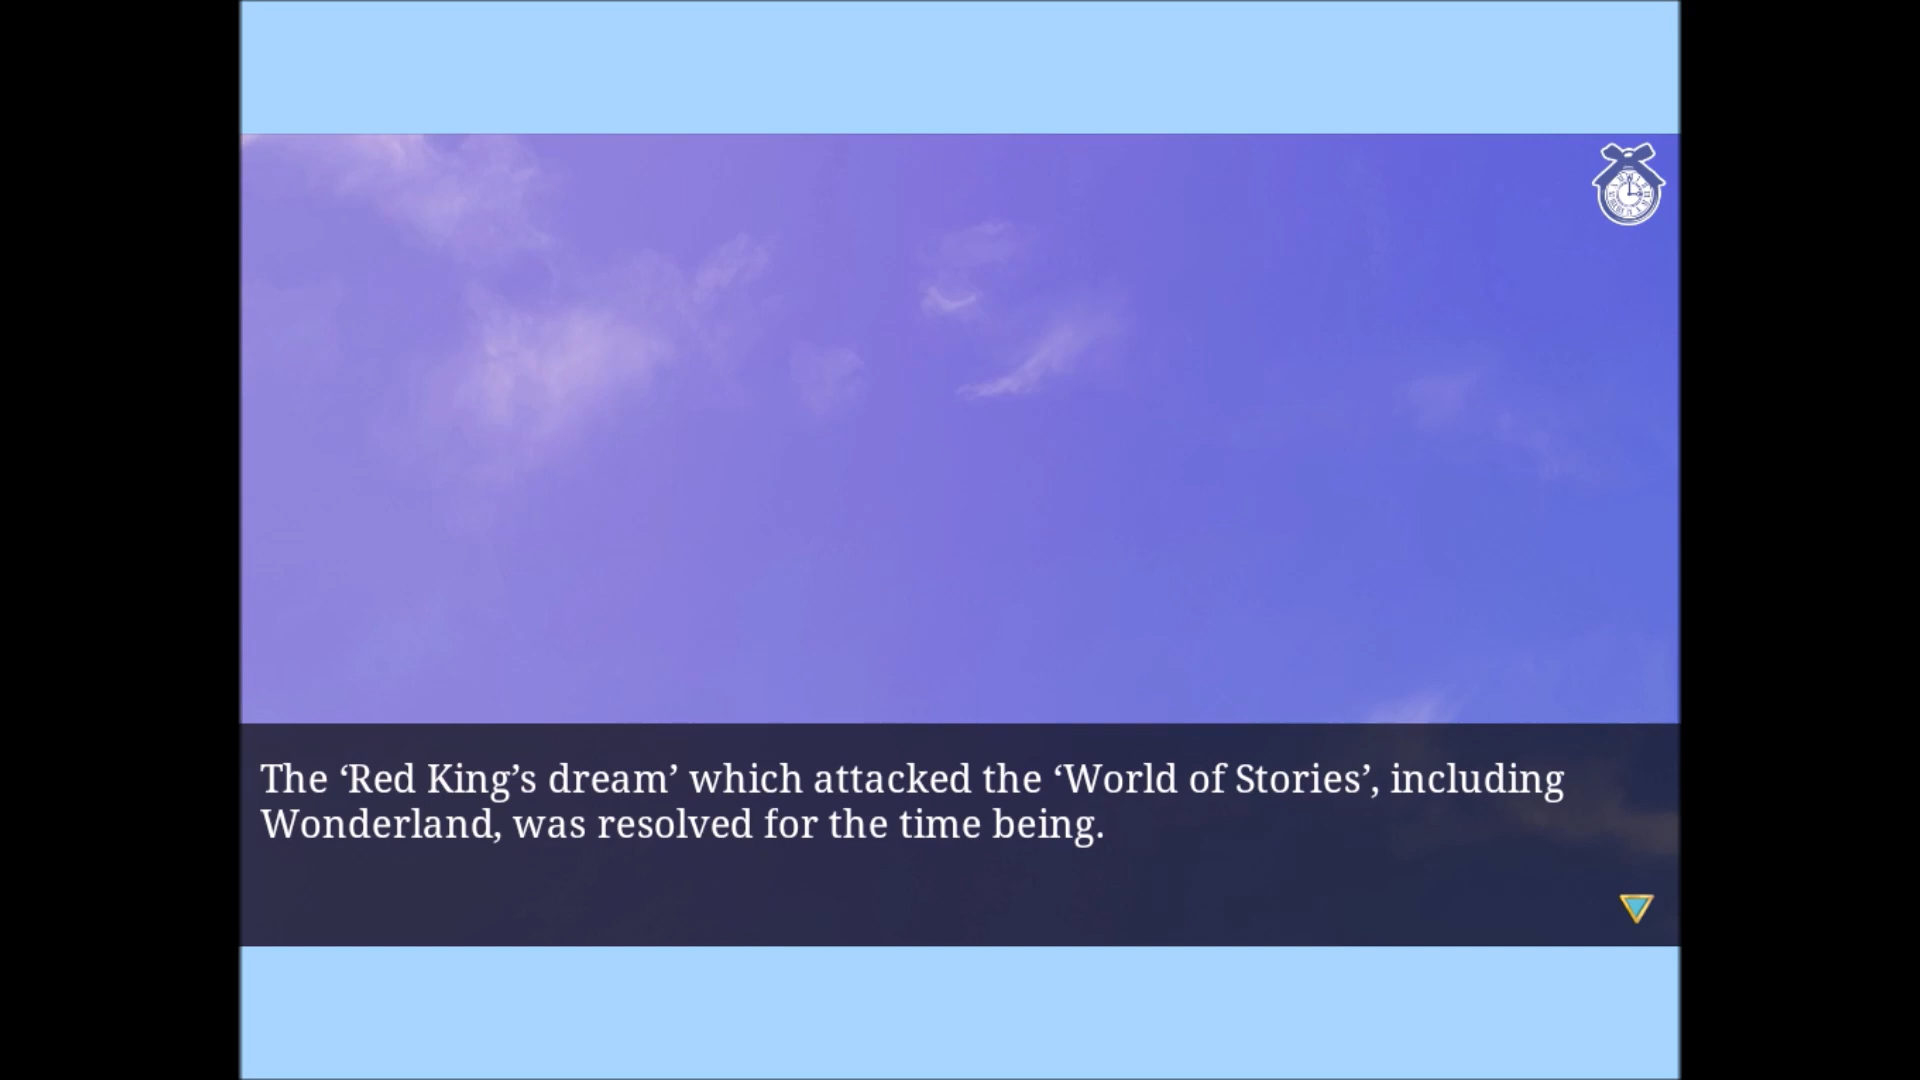 The ‘Red King’s dream’ which attacked the ‘World of Stories’, including
Wonderland, was resolved for the time being.